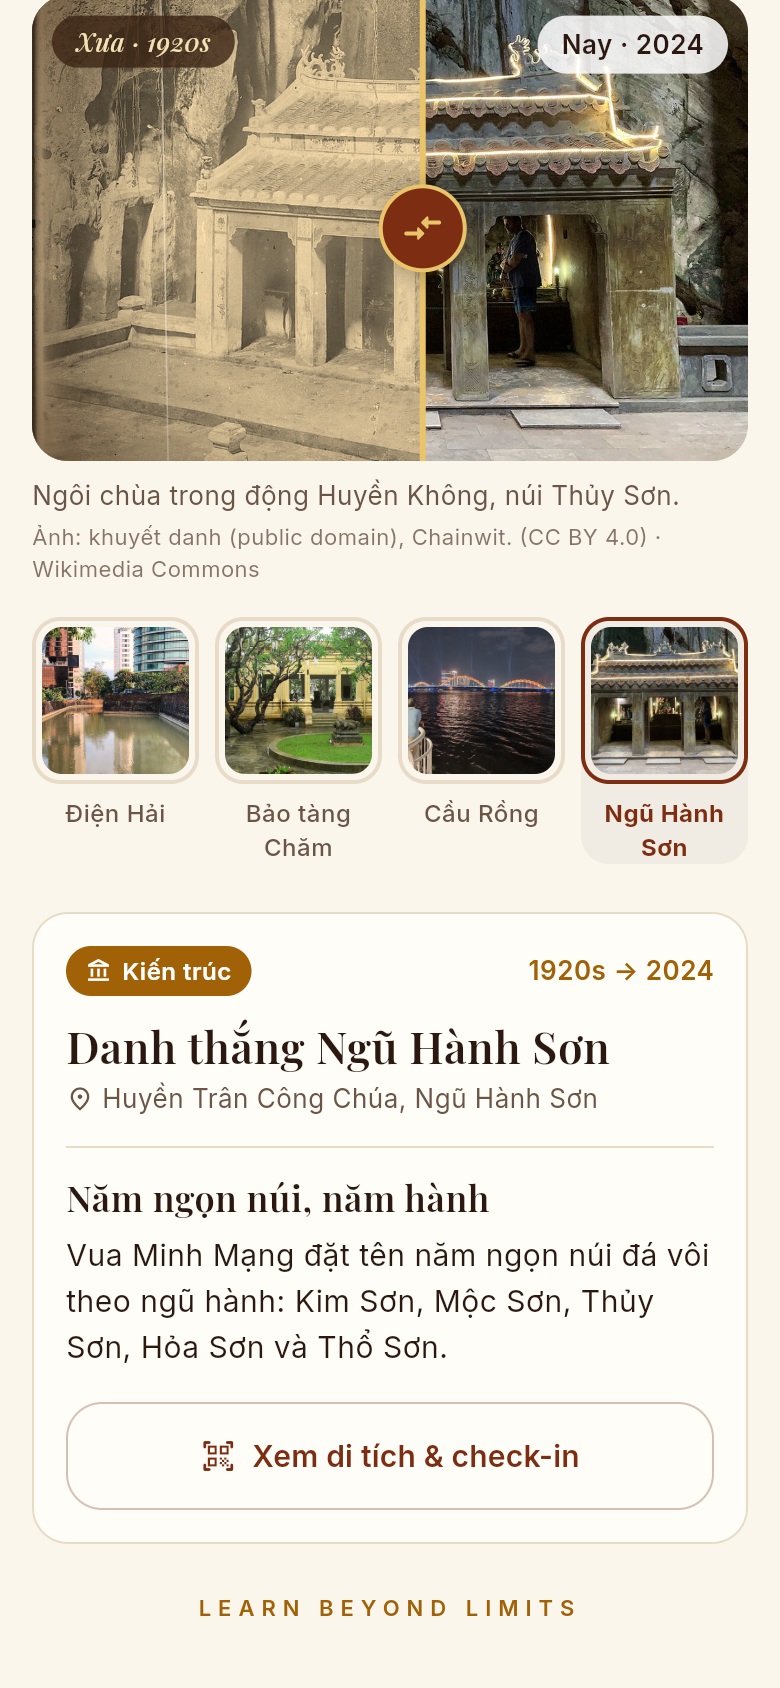 Xưa · 1920s
Nay · 2024
Ngôi chùa trong động Huyền Không, núi Thủy Sơn.
Ảnh: khuyết danh (public domain), Chainwit. (CC BY 4.0) ·
Wikimedia Commons
Điện Hải
Bảo tàng
Chăm
Cầu Rồng
Ngũ Hành
Sơn
Kiến trúc
1920s → 2024
Danh thắng Ngũ Hành Sơn
Huyền Trân Công Chúa, Ngũ Hành Sơn
Năm ngọn núi, năm hành
Vua Minh Mạng đặt tên năm ngọn núi đá vôi
theo ngũ hành: Kim Sơn, Mộc Sơn, Thủy
Sơn, Hỏa Sơn và Thổ Sơn.
Xem di tích & check-in
LEARN BEYOND LIMITS